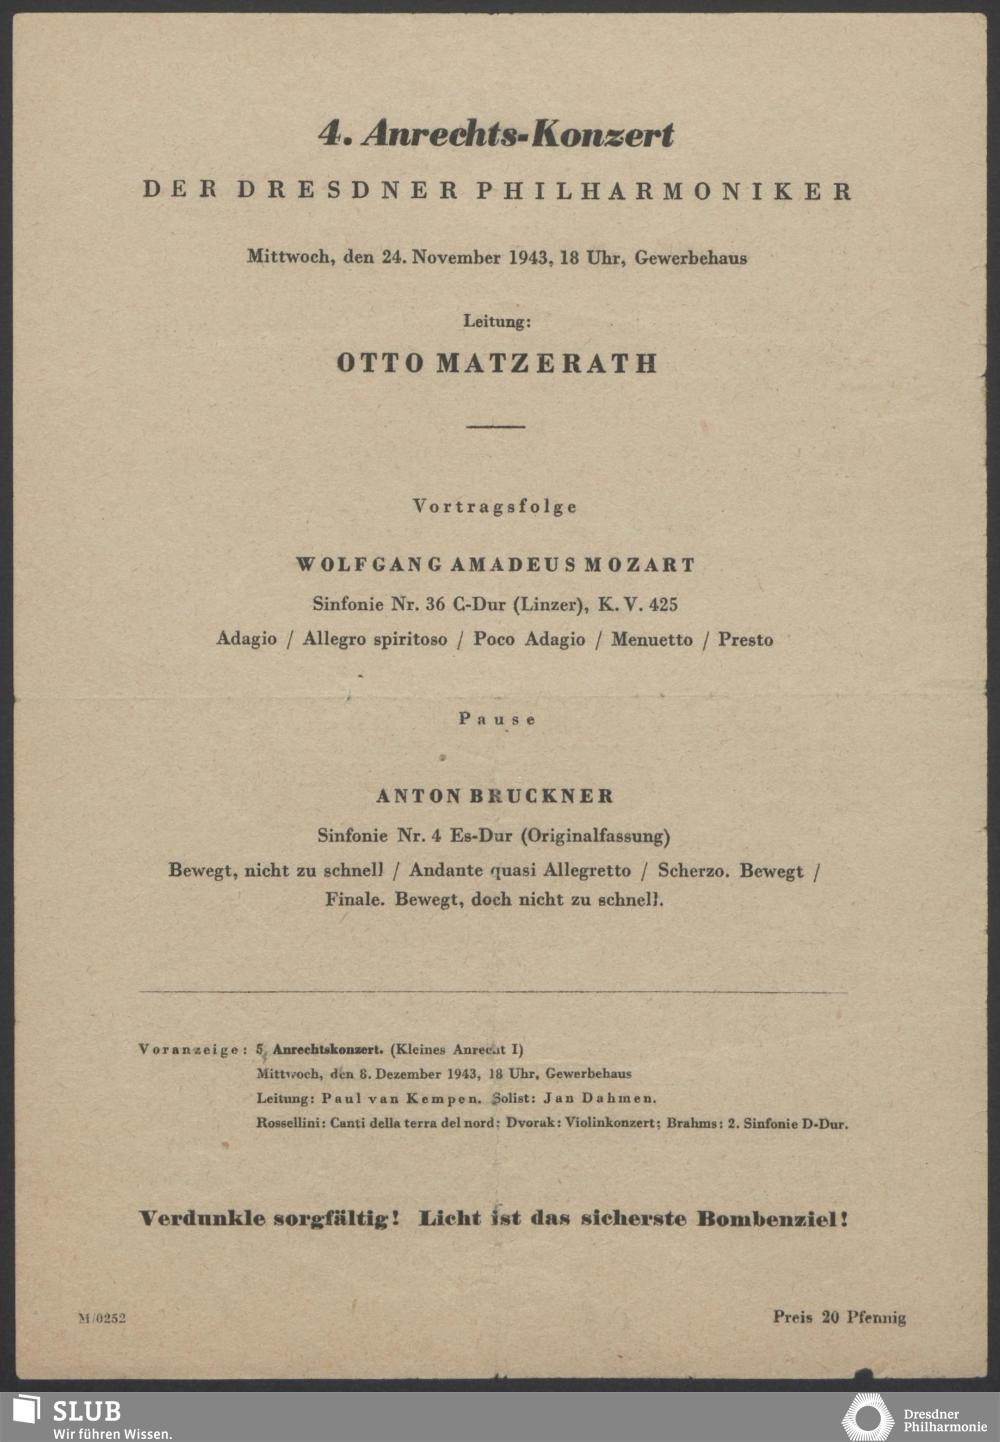 4. Anrechts-Konzert
DER DRESDNER PHILHARMONIKER
Mittwoch, den 24. November 1943, 18 Uhr, Gewerbehaus
Leitung:
OTTO MATZERATH
Vortragsfolge
WOLFGANG AMADEUS MOZART
Sinfonie Nr. 36 C-Dur (Linzer), K. V. 425
Adagio / Allegro spiritoso / Poco Adagio / Menuetto / Presto
Pause
ANTON BRUCKNER
Sinfonie Nr. 4 Es-Dur (Originalfassung)
Bewegt, nicht zu schnell / Andante quasi Allegretto / Scherzo. Bewegt /
Finale. Bewegt, doch nicht zu schnell.
Voranzeige: 5. Anrechtskonzert. (Kleines Anrecht I)
Mittwoch, den 8. Dezember 1943, 18 Uhr, Gewerbehaus
Leitung: Paul van Kempen. Solist: Jan Dahmen.
Rossellini: Canti della terra del nord; Dvorak: Violinkonzert; Brahms: 2. Sinfonie D-Dur.
Verdunkle sorgfältig! Licht ist das sicherste Bombenziel!
M/0252
Preis 20 Pfennig
SLUB
Wir führen Wissen.
Dresdner
Philharmonie